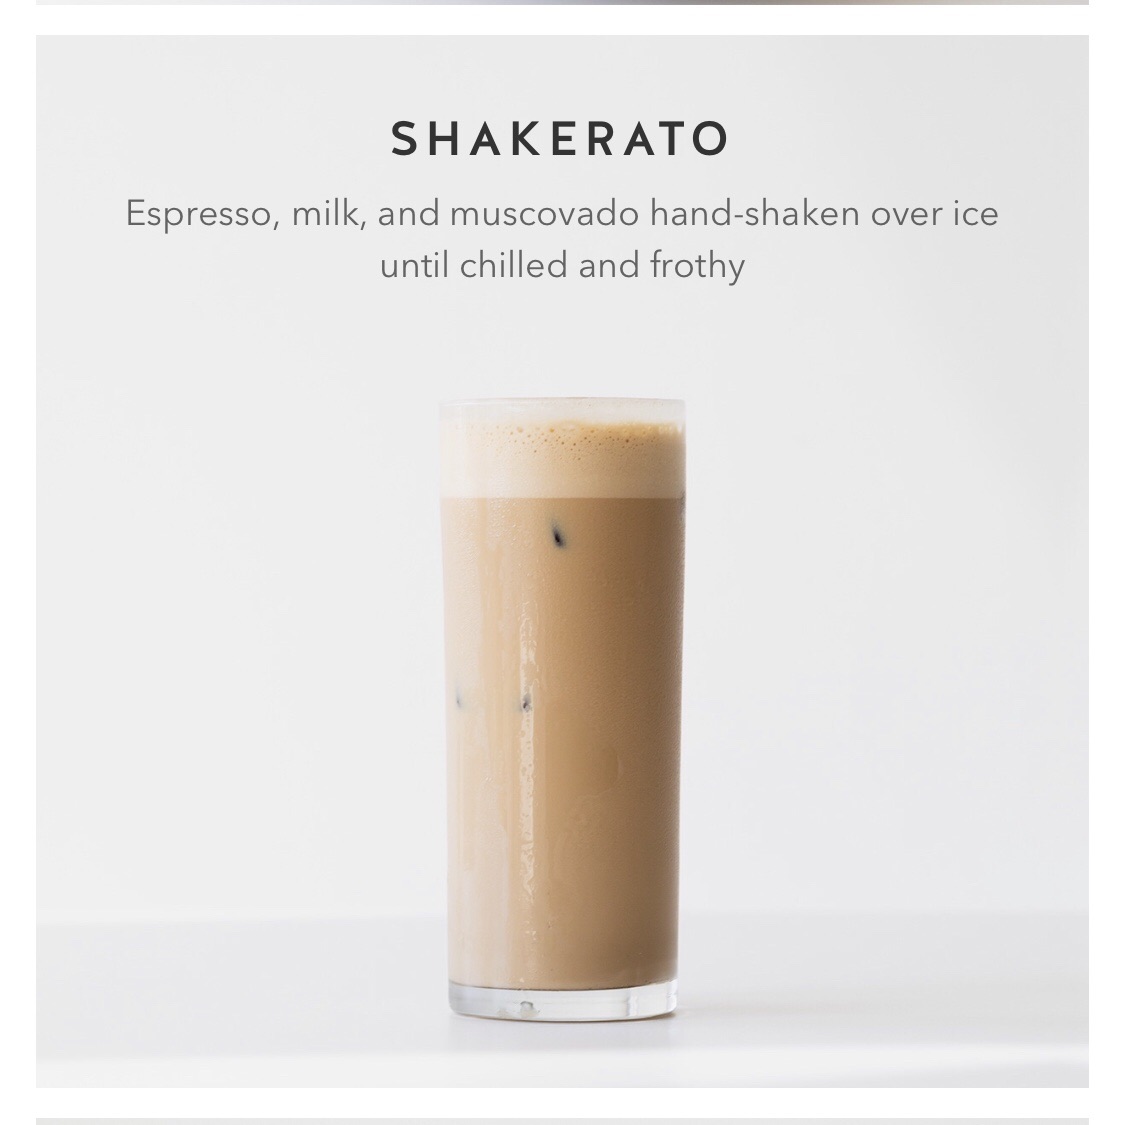 SHAKERATO
Espresso, milk, and muscovado hand-shaken over ice
until chilled and frothy